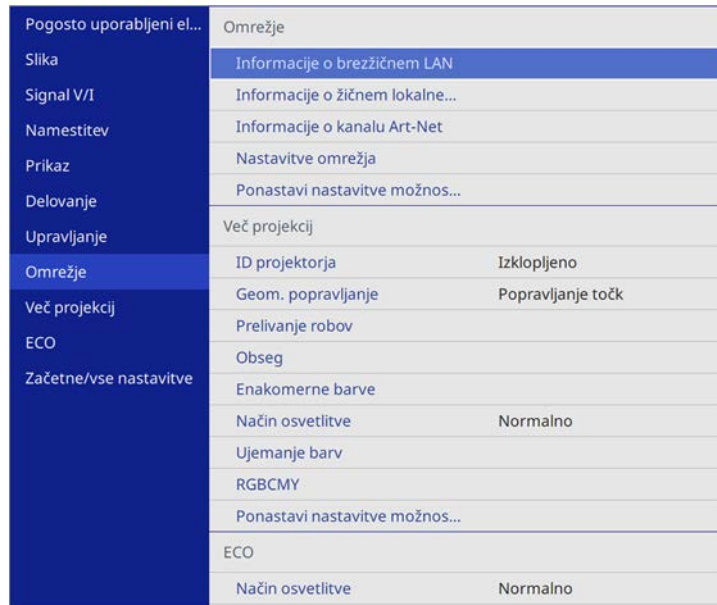 Pogosto uporabljeni el...
Slika
Signal V/I
Namestitev
Prikaz
Delovanje
Upravljanje
Omrežje
Več projekcij
ECO
Začetne/vse nastavitve
Omrežje
Informacije o brezžičnem LAN
Informacije o žičnem lokalne...
Informacije o kanalu Art-Net
Nastavitve omrežja
Ponastavi nastavitve možnos...
Več projekcij
ID projektorja Izklopljeno
Geom. popravljanje Popravljanje točk
Prelivanje robov
Obseg
Enakomerne barve
Način osvetlitve Normalno
Ujemanje barv
RGBCMY
Ponastavi nastavitve možnos...
ECO
Način osvetlitve Normalno